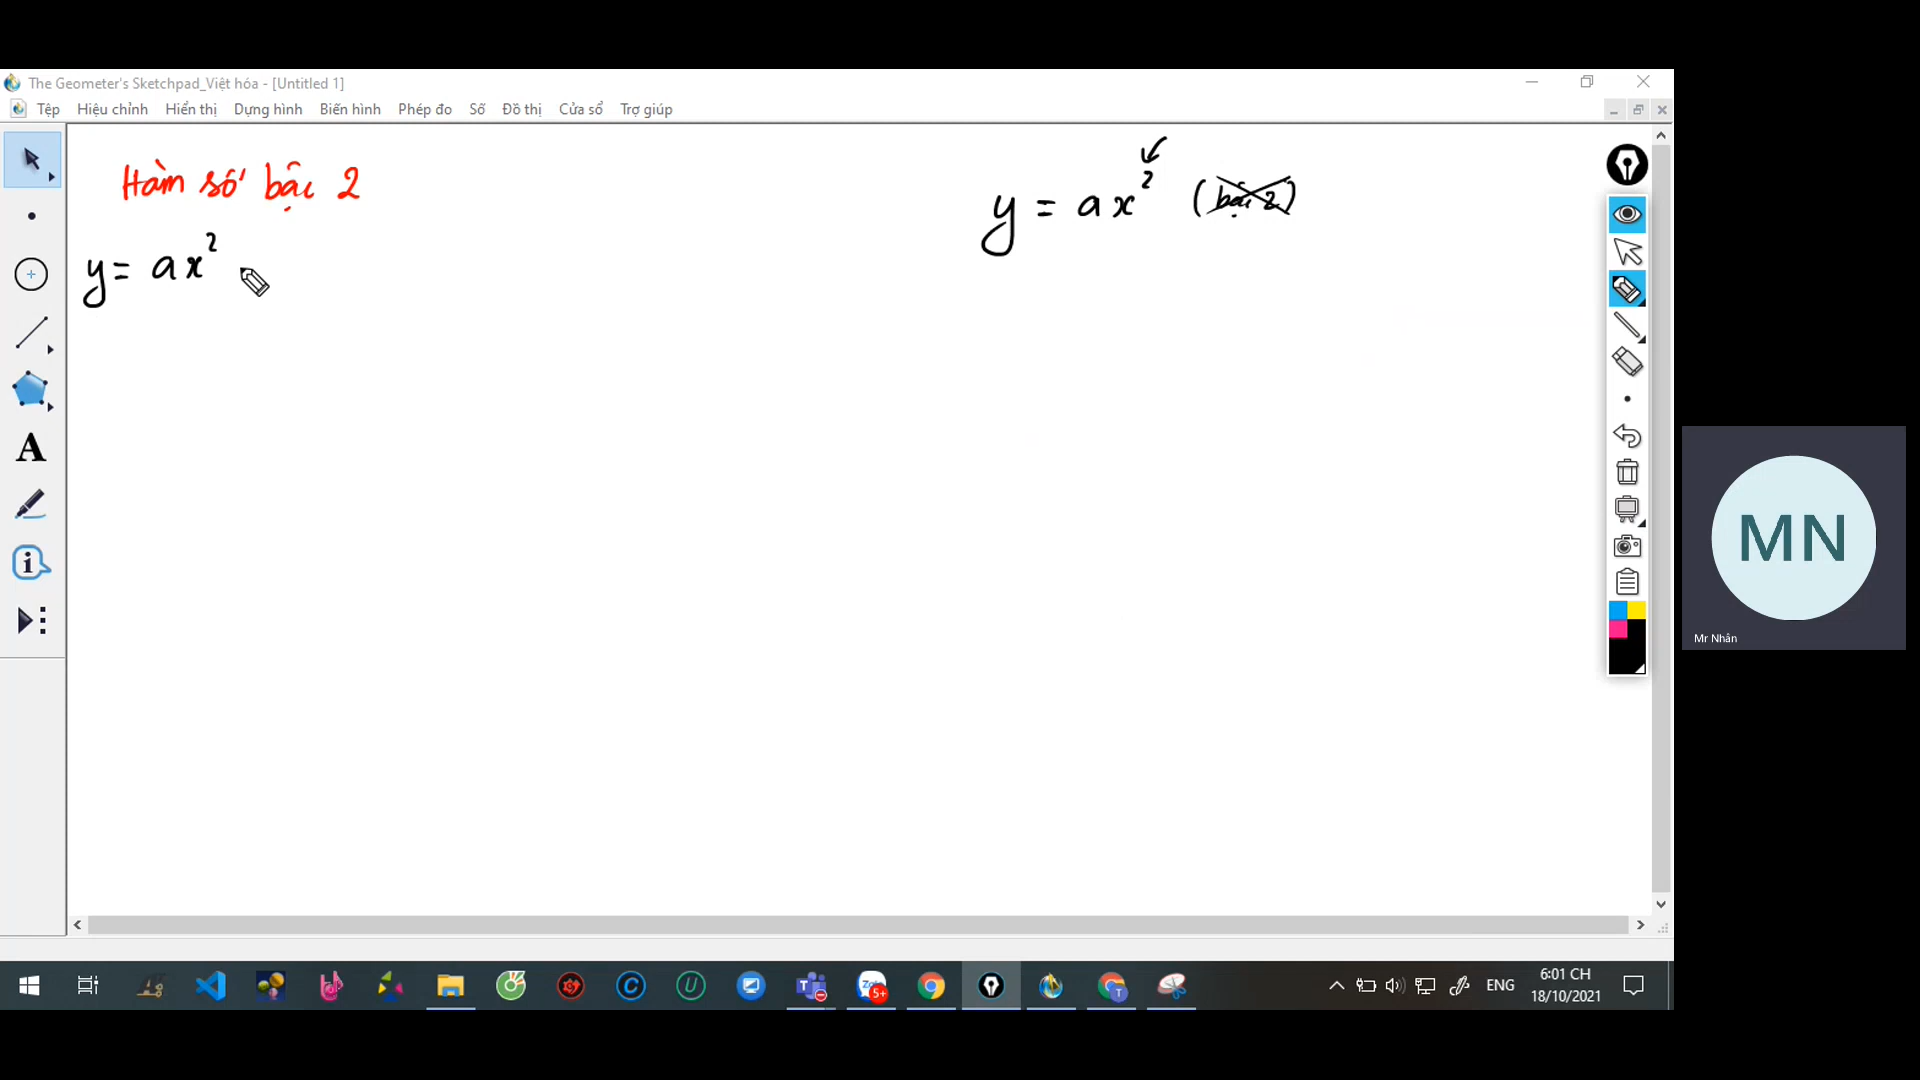 The Geometer's Sketchpad_Việt hóa - [Untitled 1]
Tệp Hiệu chỉnh Hiển thị Dựng hình Biến hình Phép đo Số Đồ thị Cửa sổ Trợ giúp
Hàm số bậc 2
y = ax²
y = ax² (bậc 2)
A
MN
Mr Nhân
5+
ENG
6:01 CH
18/10/2021